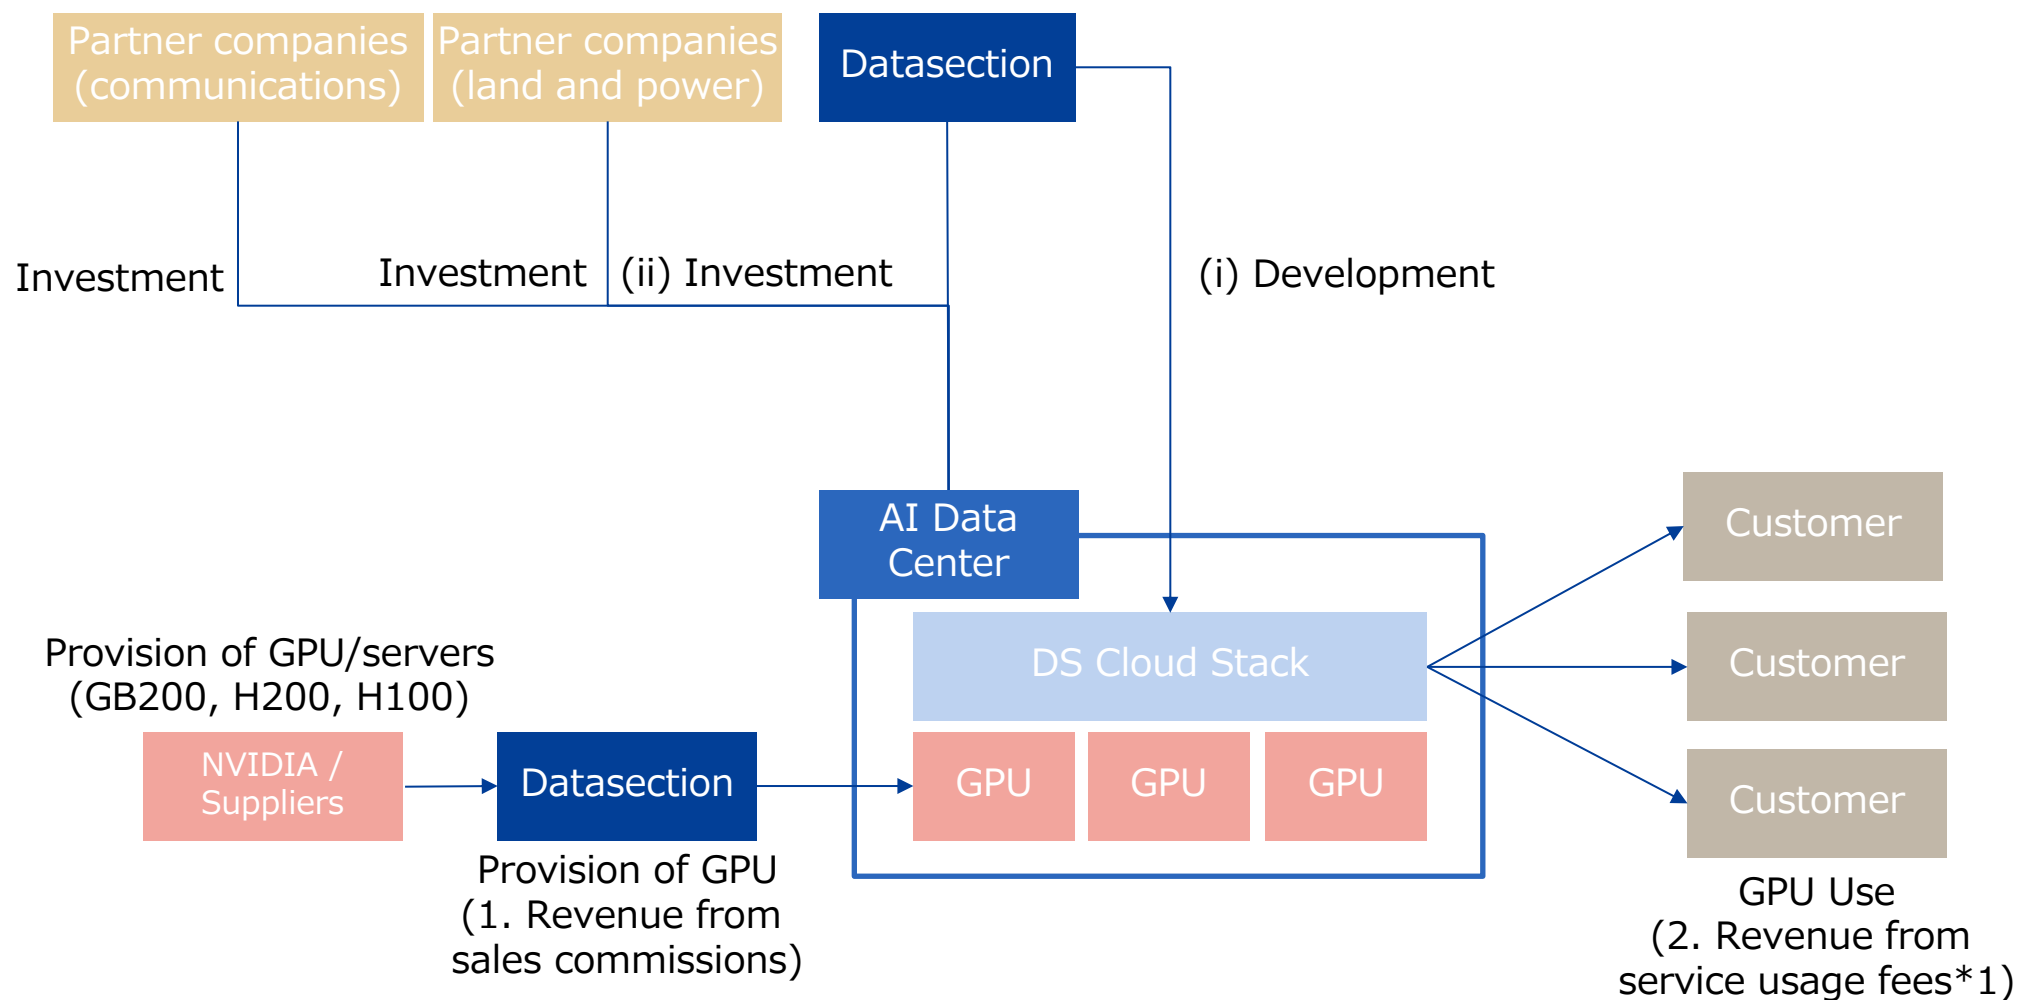 Partner companies
(communications)
Partner companies
(land and power)
Datasection
Investment
Investment
(ii) Investment
(i) Development
AI Data
Center
Customer
DS Cloud Stack
Customer
Provision of GPU/servers
(GB200, H200, H100)
NVIDIA /
Suppliers
Datasection
GPU
GPU
GPU
Customer
Provision of GPU
(1. Revenue from
sales commissions)
GPU Use
(2. Revenue from
service usage fees*1)